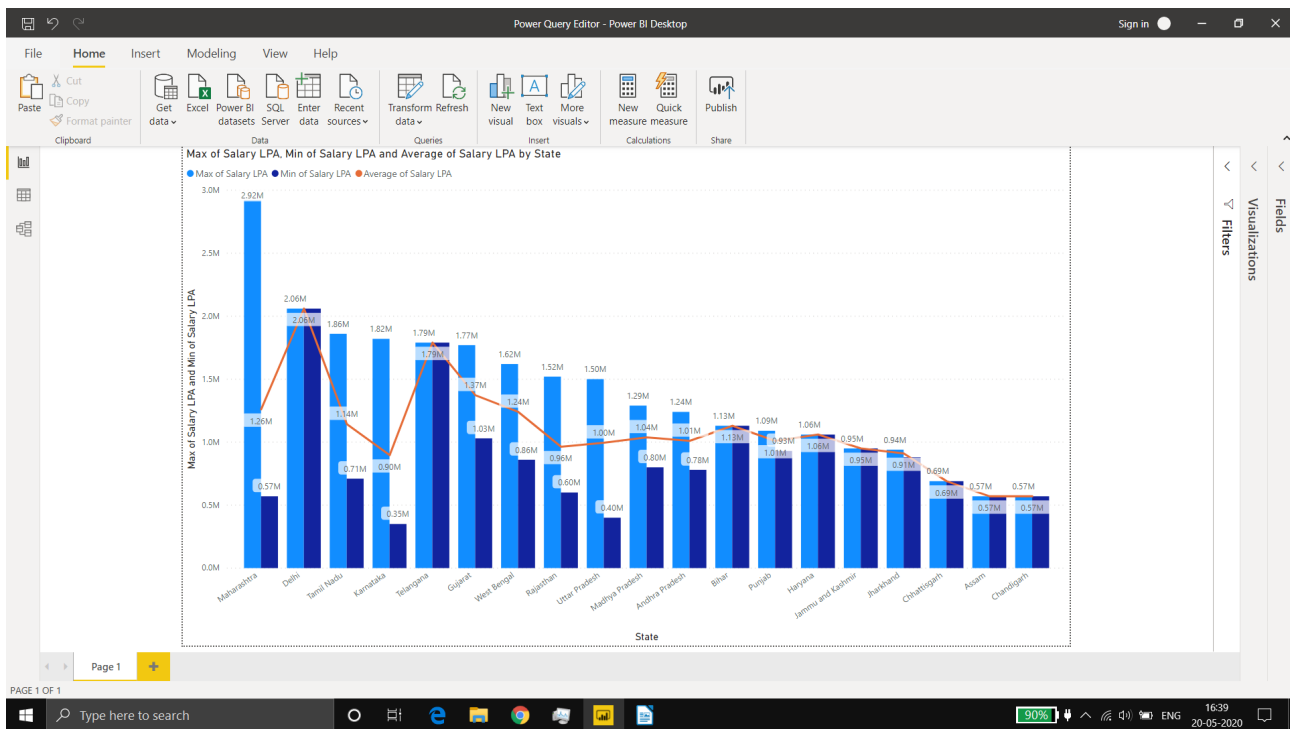 Power Query Editor - Power BI Desktop
Sign in
File Home Insert Modeling View Help
Paste
Cut
Copy
Format painter
Clipboard
Get data
Excel
Power BI datasets
SQL Server
Enter data
Recent sources
Data
Transform data
Refresh
Queries
New visual
Text box
More visuals
Insert
New measure
Quick measure
Calculations
Publish
Share
Max of Salary LPA, Min of Salary LPA and Average of Salary LPA by State
Max of Salary LPA Min of Salary LPA Average of Salary LPA
Max of Salary LPA and Min of Salary LPA
3.0M
2.5M
2.0M
1.5M
1.0M
0.5M
0.0M
2.92M
1.26M
0.57M
2.06M
2.06M
1.86M
1.14M
0.71M
1.82M
0.90M
0.35M
1.79M
1.79M
1.77M
1.37M
1.03M
1.62M
1.24M
0.86M
1.52M
0.96M
0.60M
1.50M
1.00M
0.40M
1.29M
1.04M
0.80M
1.24M
1.01M
0.78M
1.13M
1.13M
1.09M
0.93M
1.01M
1.06M
1.06M
0.95M
0.95M
0.94M
0.91M
0.69M
0.69M
0.57M
0.57M
0.57M
0.57M
Maharashtra
Delhi
Tamil Nadu
Karnataka
Telangana
Gujarat
West Bengal
Rajasthan
Uttar Pradesh
Madhya Pradesh
Andhra Pradesh
Bihar
Punjab
Haryana
Jammu and Kashmir
Jharkhand
Chhattisgarh
Assam
Chandigarh
State
Filters
Visualizations
Fields
Page 1
PAGE 1 OF 1
Type here to search
90%
ENG
16:39
20-05-2020